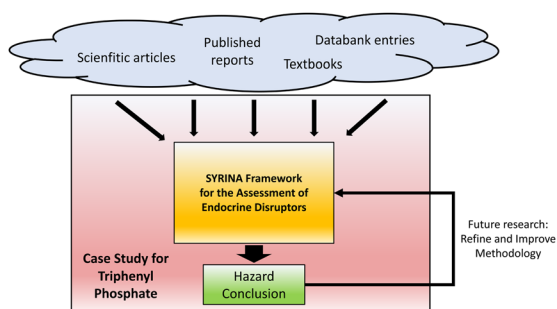 Scienfitic articles
Published
reports
Databank entries
Textbooks
SYRINA Framework
for the Assessment of
Endocrine Disruptors
Case Study for
Triphenyl
Phosphate
Hazard
Conclusion
Future research:
Refine and Improve
Methodology